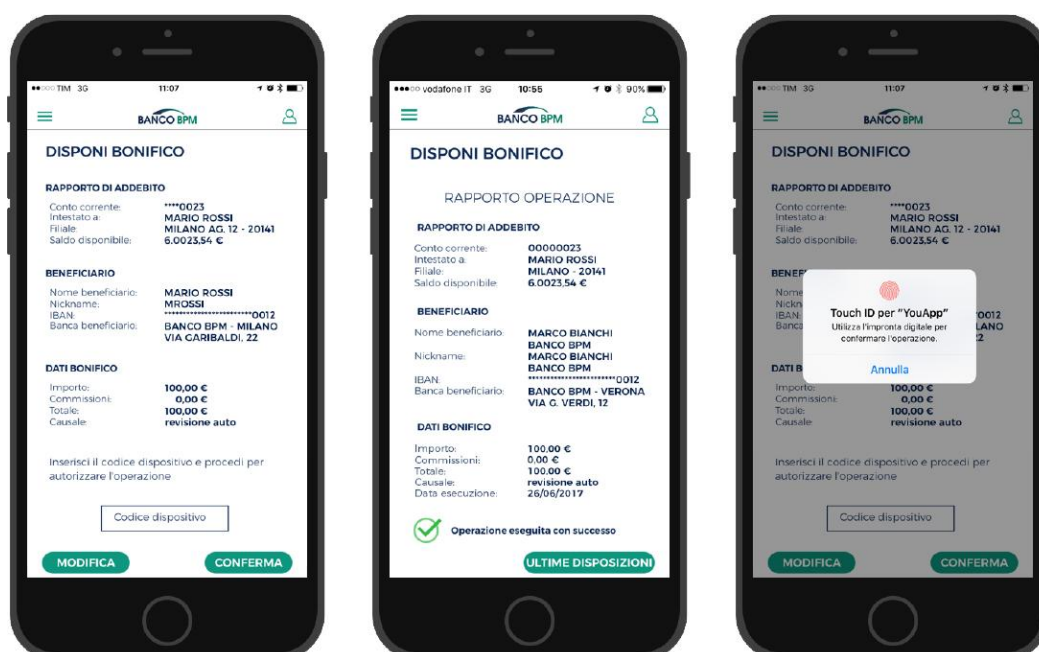 TIM 3G 11:07
BANCO BPM
DISPONI BONIFICO
RAPPORTO DI ADDEBITO
Conto corrente: ****0023
Intestato a: MARIO ROSSI
Filiale: MILANO AG. 12 - 20141
Saldo disponibile: 6.0023,54 €
BENEFICIARIO
Nome beneficiario: MARIO ROSSI
Nickname: MROSSI
IBAN: ************************0012
Banca beneficiario: BANCO BPM - MILANO
VIA GARIBALDI, 22
DATI BONIFICO
Importo: 100,00 €
Commissioni: 0,00 €
Totale: 100,00 €
Causale: revisione auto
Inserisci il codice dispositivo e procedi per
autorizzare l'operazione
Codice dispositivo
MODIFICA CONFERMA
vodafone IT 3G 10:55 90%
BANCO BPM
DISPONI BONIFICO
RAPPORTO OPERAZIONE
RAPPORTO DI ADDEBITO
Conto corrente: 00000023
Intestato a: MARIO ROSSI
Filiale: MILANO - 20141
Saldo disponibile: 6.0023,54 €
BENEFICIARIO
Nome beneficiario: MARCO BIANCHI
BANCO BPM
Nickname: MARCO BIANCHI
BANCO BPM
IBAN: ************************0012
Banca beneficiario: BANCO BPM - VERONA
VIA G. VERDI, 12
DATI BONIFICO
Importo: 100,00 €
Commissioni: 0,00 €
Totale: 100,00 €
Causale: revisione auto
Data esecuzione: 26/06/2017
Operazione eseguita con successo
ULTIME DISPOSIZIONI
TIM 3G 11:07
BANCO BPM
DISPONI BONIFICO
RAPPORTO DI ADDEBITO
Conto corrente: ****0023
Intestato a: MARIO ROSSI
Filiale: MILANO AG. 12 - 20141
Saldo disponibile: 6.0023,54 €
BENEF
Nome
Nickn
IBAN: 0012
Banca LANO
2
Touch ID per "YouApp"
Utilizza l'impronta digitale per
confermare l'operazione.
Annulla
DATI B
Importo: 100,00 €
Commissioni: 0,00 €
Totale: 100,00 €
Causale: revisione auto
Inserisci il codice dispositivo e procedi per
autorizzare l'operazione
Codice dispositivo
MODIFICA CONFERMA